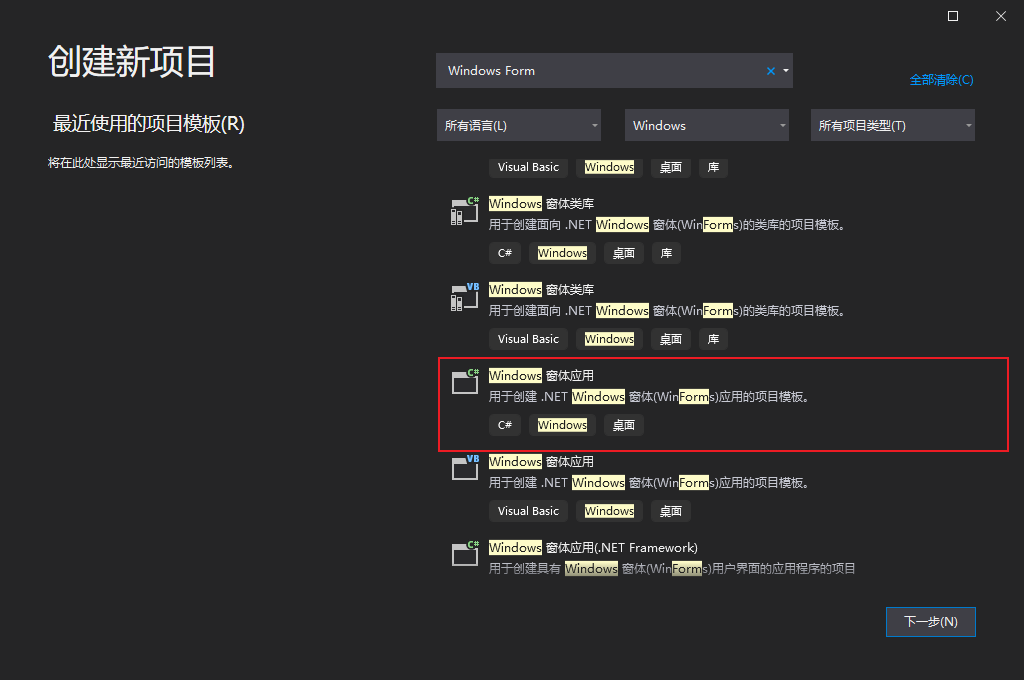 创建新项目
最近使用的项目模板(R)
将在此处显示最近访问的模板列表。
Windows Form
全部清除(C)
所有语言(L)
Windows
所有项目类型(T)
Visual Basic Windows 桌面 库
C#
Windows 窗体类库
用于创建面向 .NET Windows 窗体(WinForms)的类库的项目模板。
C# Windows 桌面 库
VB
Windows 窗体类库
用于创建面向 .NET Windows 窗体(WinForms)的类库的项目模板。
Visual Basic Windows 桌面 库
C#
Windows 窗体应用
用于创建 .NET Windows 窗体(WinForms)应用的项目模板。
C# Windows 桌面
VB
Windows 窗体应用
用于创建 .NET Windows 窗体(WinForms)应用的项目模板。
Visual Basic Windows 桌面
C#
Windows 窗体应用(.NET Framework)
用于创建具有 Windows 窗体(WinForms)用户界面的应用程序的项目
下一步(N)